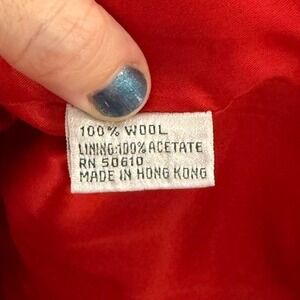 100% WOOL
LINING:100% ACETATE
RN 50610
MADE IN HONG KONG